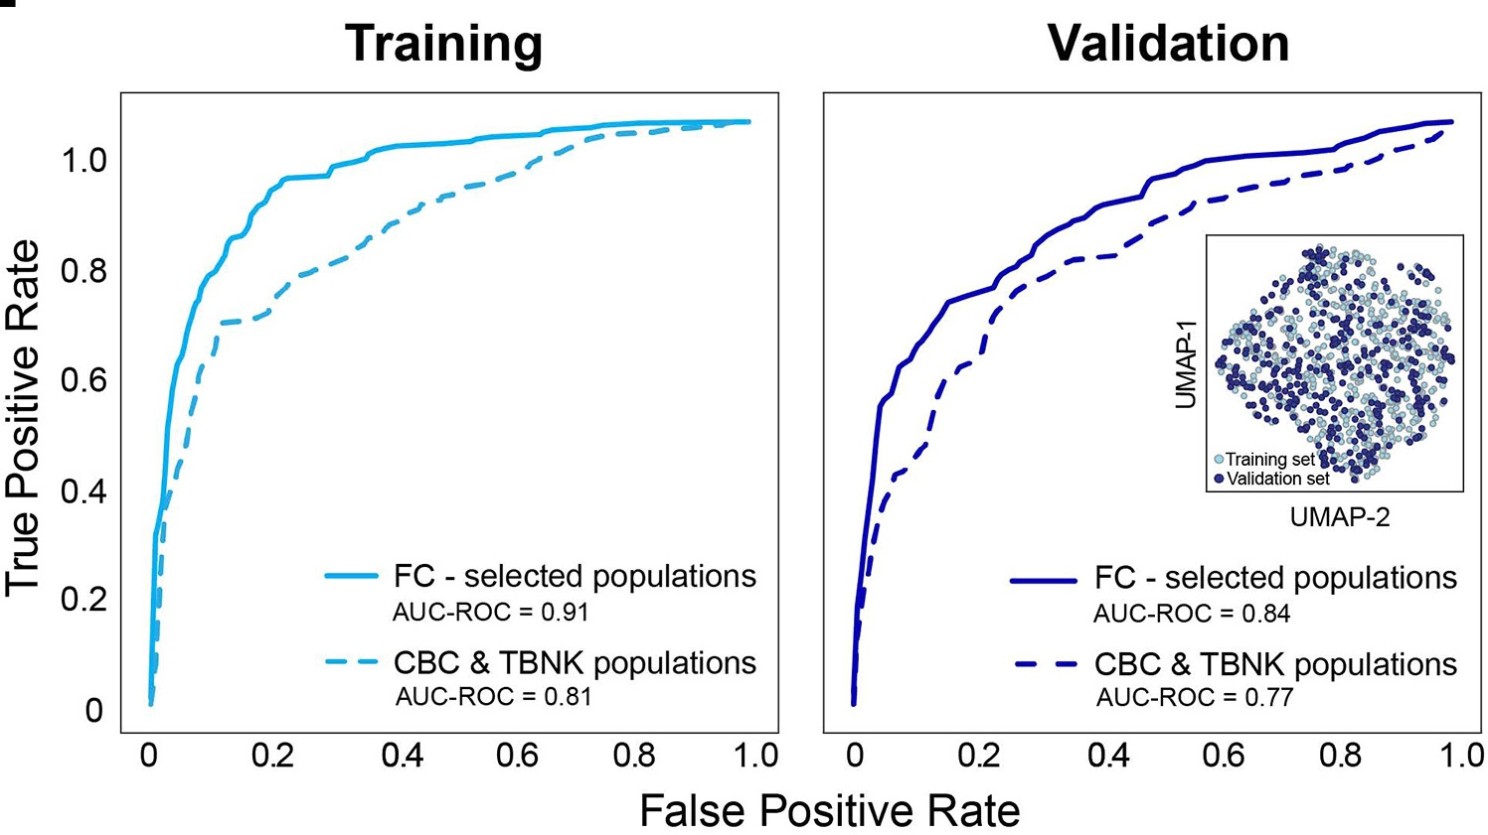 Training
Validation
True Positive Rate
1.0
0.8
0.6
0.4
0.2
0
FC - selected populations
AUC-ROC = 0.91
CBC & TBNK populations
AUC-ROC = 0.81
0 0.2 0.4 0.6 0.8 1.0
UMAP-1
Training set
Validation set
UMAP-2
FC - selected populations
AUC-ROC = 0.84
CBC & TBNK populations
AUC-ROC = 0.77
0 0.2 0.4 0.6 0.8 1.0
False Positive Rate